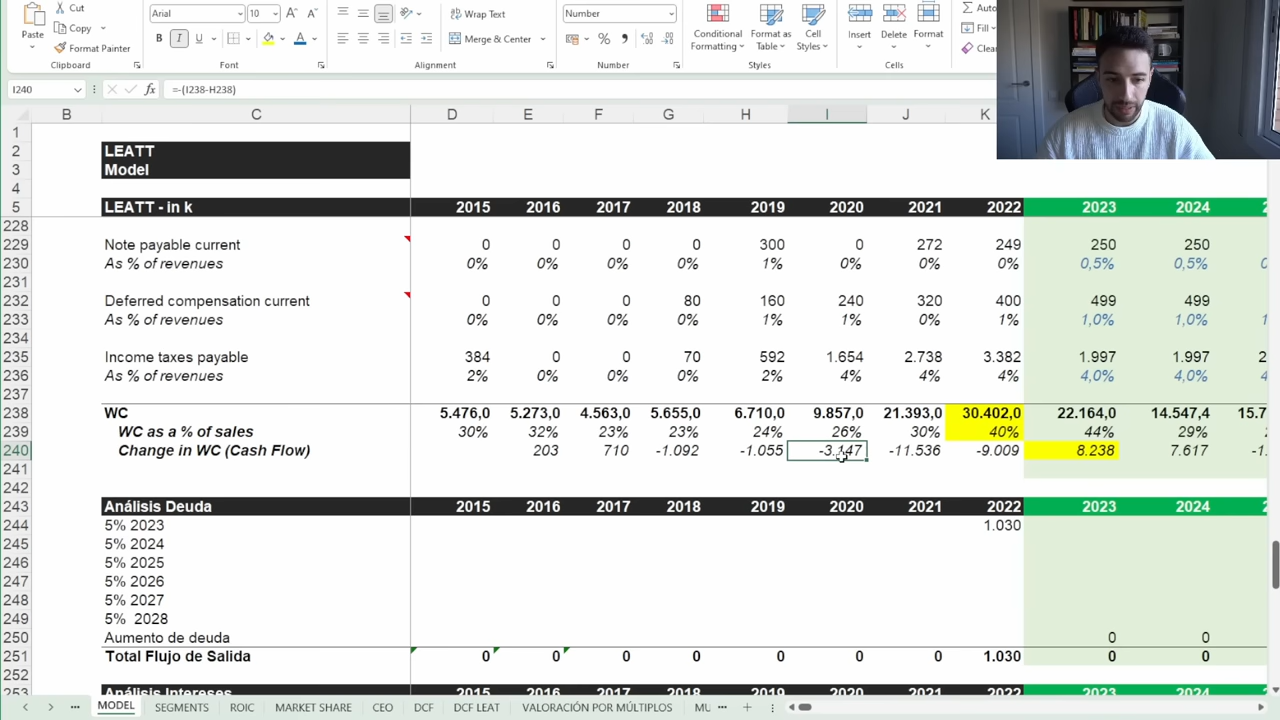 Cut
Paste
Copy
Format Painter
Clipboard
Arial 10 A A
B I U A
Font
Wrap Text
Merge & Center
Alignment
Number
%
Number
Conditional Formatting
Format as Table
Cell Styles
Styles
Insert Delete Format
Cells
Fill
I240 fx =-(I238-H238)
B C D E F G H I J K
1
2 LEATT
3 Model
4
5 LEATT - in k 2015 2016 2017 2018 2019 2020 2021 2022 2023 2024
228
229 Note payable current 0 0 0 0 300 0 272 249 250 250
230 As % of revenues 0% 0% 0% 0% 1% 0% 0% 0% 0,5% 0,5%
231
232 Deferred compensation current 0 0 0 80 160 240 320 400 499 499
233 As % of revenues 0% 0% 0% 0% 1% 1% 0% 1% 1,0% 1,0%
234
235 Income taxes payable 384 0 0 70 592 1.654 2.738 3.382 1.997 1.997
236 As % of revenues 2% 0% 0% 0% 2% 4% 4% 4% 4,0% 4,0%
237
238 WC 5.476,0 5.273,0 4.563,0 5.655,0 6.710,0 9.857,0 21.393,0 30.402,0 22.164,0 14.547,4
239 WC as a % of sales 30% 32% 23% 23% 24% 26% 30% 40% 44% 29%
240 Change in WC (Cash Flow) 203 710 -1.092 -1.055 -3.147 -11.536 -9.009 8.238 7.617
241
242
243 Análisis Deuda 2015 2016 2017 2018 2019 2020 2021 2022 2023 2024
244 5% 2023 1.030
245 5% 2024
246 5% 2025
247 5% 2026
248 5% 2027
249 5% 2028
250 Aumento de deuda 0 0
251 Total Flujo de Salida 0 0 0 0 0 0 0 1.030 0 0
252
253 Análisis Intereses 2015 2016 2017 2018 2019 2020 2021 2022 2023 2024
MODEL SEGMENTS ROIC MARKET SHARE CEO DCF DCF LEAT VALORACIÓN POR MÚLTIPLOS